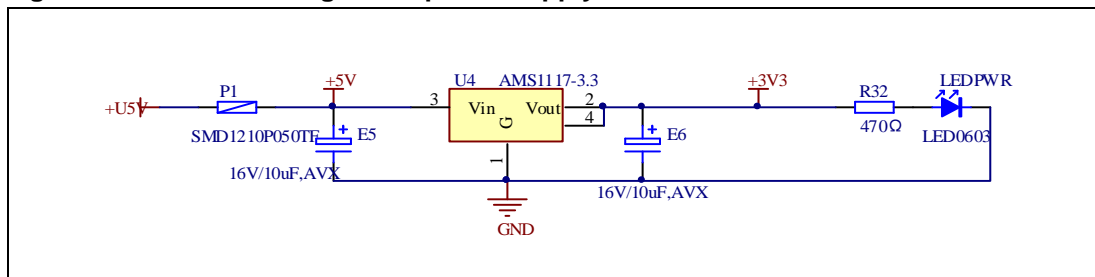 P1
+5V
U4
AMS1117-3.3
+3V3
LEDPWR
+U5V
3
Vin
Vout
2
4
G
1
R32
470Ω
SMD1210P050TF
E5
E6
LED0603
16V/10uF,AVX
16V/10uF,AVX
GND